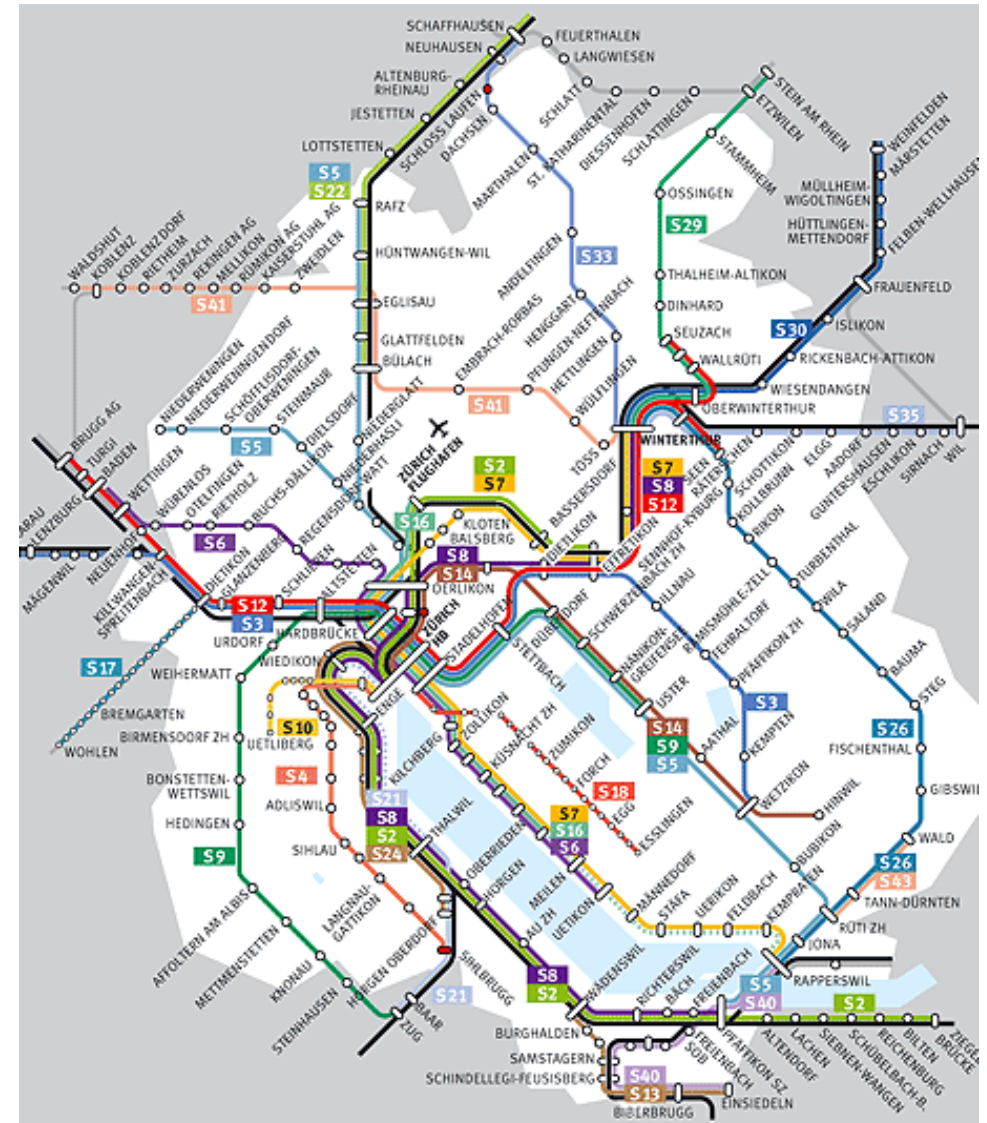 SCHAFFHAUSEN
NEUHAUSEN
FEUERTHALEN
LANGWIESEN
ALTENBURG-
RHEINAU
JESTETTEN
LOTTSTETTEN
SCHLOSS LAUFEN
DACHSEN
SCHLATT
ST. KATHARINENTAL
DIESSENHOFEN
SCHLATTINGEN
STEIN AM RHEIN
ETZWILEN
STAMMHEIM
MARTHALEN
OSSINGEN
WEINFELDEN
MÄRSTETTEN
MÜLLHEIM-
WIGOLTINGEN
HÜTTLINGEN-
METTENDORF
FELBEN-WELLHAUSEN
S5
S22
RAFZ
S29
S33
WALDSHUT
KOBLENZ
KOBLENZ DORF
RIETHEIM
ZURZACH
REKINGEN AG
MELLIKON
RÜMIKON AG
KAISERSTUHL AG
ZWEIDLEN
HÜNTWANGEN-WIL
ANDELFINGEN
THALHEIM-ALTIKON
FRAUENFELD
S41
EGLISAU
DINHARD
HENGGART
ISLIKON
S30
GLATTFELDEN
BÜLACH
EMBRACH-RORBAS
PFUNGEN-NEFTENBACH
HETTLINGEN
SEUZACH
WALLRÜTI
RICKENBACH-ATTIKON
WIESENDANGEN
NIEDERWENINGEN
NIEDERWENINGEN DORF
SCHÖFFLISDORF-
OBERWENINGEN
STEINMAUR
DIELSDORF
NIEDERGLATT
NIEDERHASLI
S41
WÜLFLINGEN
TÖSS
OBERWINTERTHUR
S35
WINTERTHUR
S5
BRUGG AG
TURGI
BADEN
WETTINGEN
WÜRENLOS
OTELFINGEN
RIETHOLZ
BUCHS-DÄLLIKON
REGENSDORF-
WATT
ZÜRICH
FLUGHAFEN
S2
S7
S7
S8
S12
SEEN
RÄTERSCHEN
SCHOTTIKON
ELGG
AADORF
GUNTERSHAUSEN
ESCHLIKON
SIRNACH
WIL
LENZBURG
MÄGENWIL
NEUENHOF
KILLWANGEN-
SPREITENBACH
S6
S16
KLOTEN
BALSBERG
BASSERSDORF
DIETLIKON
EFFRETIKON
SENNHOF-KYBURG
KOLLBRUNN
RIKON
TURBENTHAL
WILA
SALAND
BAUMA
STEG
DIETIKON
GLANZENBERG
SCHLIEREN
ALTSTETTEN
S8
S14
OERLIKON
S12
S3
URDORF
HARDBRÜCKE
ZÜRICH
HB
STADELHOFEN
STETTBACH
DÜBENDORF
SCHWERZENBACH ZH
NÄNIKON-
GREIFENSEE
USTER
ILLNAU
RÄMISMÜHLE-ZELL
FEHRALTORF
PFÄFFIKON ZH
S17
BREMGARTEN
WOHLEN
WEIHERMATT
BIRMENSDORF ZH
WIEDIKON
ENGE
S10
UETLIBERG
KILCHBERG
ZOLLIKON
KÜSNACHT ZH
ZUMIKON
FORCH
EGG
ESSLINGEN
S18
S14
S9
S5
AATHAL
S3
KEMPTEN
WETZIKON
HINWIL
S26
FISCHENTHAL
GIBSWIL
WALD
BONSTETTEN-
WETTSWIL
HEDINGEN
S4
ADLISWIL
SIHLAU
S21
S8
S2
S24
THALWIL
OBERRIEDEN
HORGEN
AU ZH
S7
S16
S6
MEILEN
UETIKON
MÄNNEDORF
STÄFA
UERIKON
FELDBACH
KEMPRATEN
BUBIKON
S26
S43
TANN-DÜRNTEN
RÜTI ZH
JONA
RAPPERSWIL
S9
AFFOLTERN AM ALBIS
METTMENSTETTEN
KNONAU
STEINHAUSEN
LANGNAU-
GATTIKON
HORGEN OBERDORF
SIHLBRUGG
BAAR
ZUG
S21
S8
S2
WÄDENSWIL
RICHTERSWIL
BÄCH
FREIENBACH
S5
S40
S2
BURGHALDEN
SAMSTAGERN
SCHINDELLEGI-FEUSISBERG
FREIENBACH
SOB
PFÄFFIKON SZ
ALTENDORF
LACHEN
SIEBNEN-WANGEN
SCHÜBELBACH-B.
REICHENBURG
BILTEN
ZIEGEL
BRÜCKE
S40
S13
EINSIEDELN
BIBERBRUGG